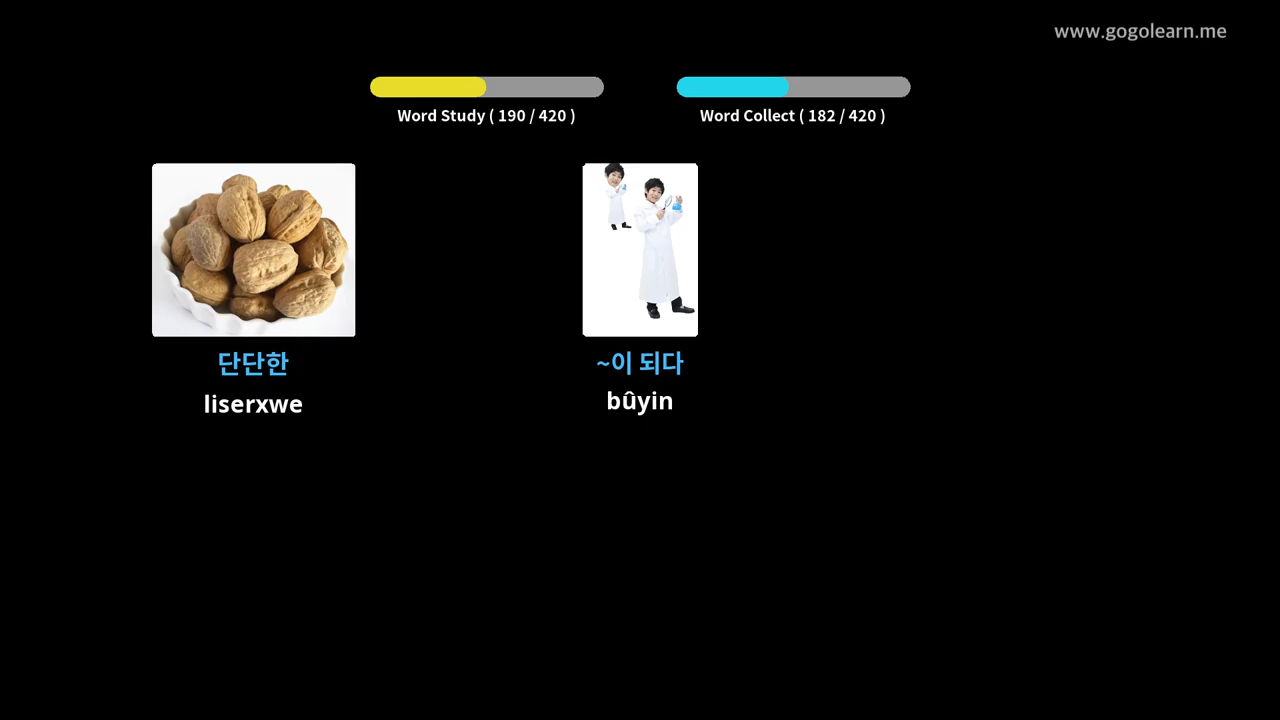 www.gogolearn.me
Word Study ( 190 / 420 )
Word Collect ( 182 / 420 )
단단한
liserxwe
~이 되다
bûyin